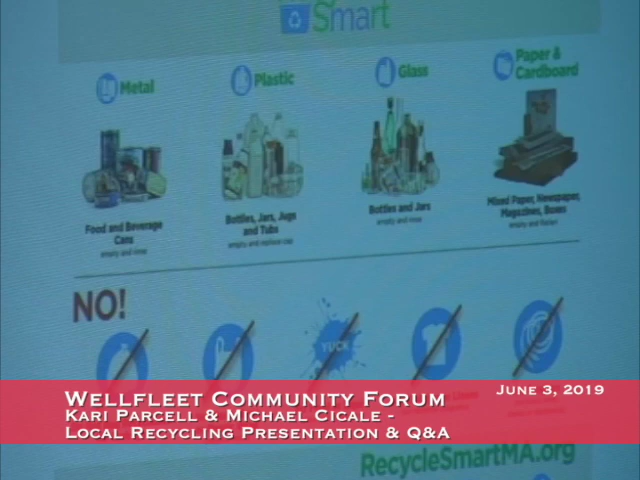 Smart
Metal
Plastic
Glass
Paper &
Cardboard
Food and Beverage
Cans
empty and rinse
Bottles, Jars, Jugs
and Tubs
empty and replace cap
Bottles and Jars
empty and rinse
Mixed Paper, Newspaper,
Magazines, Boxes
empty and flatten
NO!
YUCK
WELLFLEET COMMUNITY FORUM
JUNE 3, 2019
KARI PARCELL & MICHAEL CICALE -
LOCAL RECYCLING PRESENTATION & Q&A
RecycleSmartMA.org